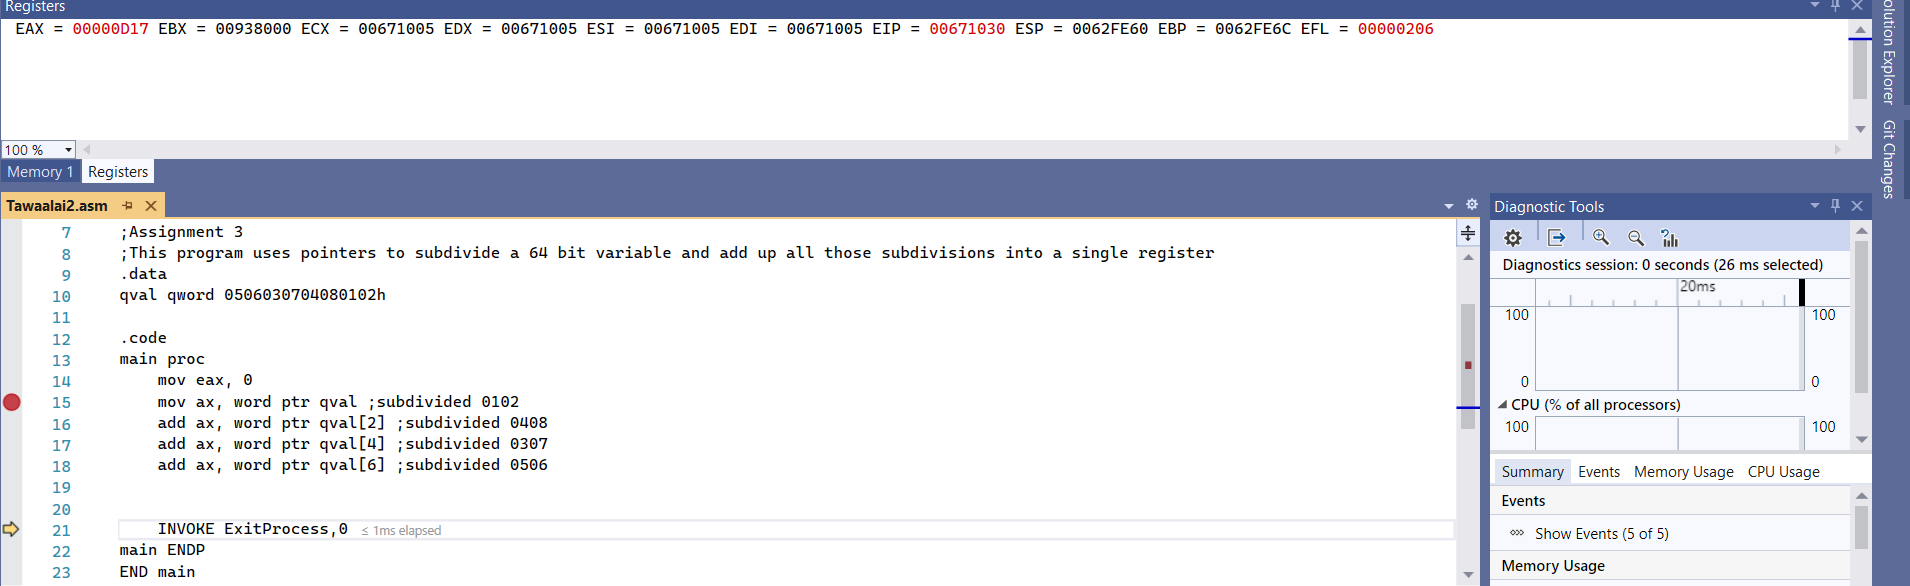 Registers
EAX = 00000D17 EBX = 00938000 ECX = 00671005 EDX = 00671005 ESI = 00671005 EDI = 00671005 EIP = 00671030 ESP = 0062FE60 EBP = 0062FE6C EFL = 00000206
100 %
Memory 1 Registers
Tawaalai2.asm
7 ;Assignment 3
8 ;This program uses pointers to subdivide a 64 bit variable and add up all those subdivisions into a single register
9 .data
10 qval qword 0506030704080102h
11
12 .code
13 main proc
14 mov eax, 0
15 mov ax, word ptr qval ;subdivided 0102
16 add ax, word ptr qval[2] ;subdivided 0408
17 add ax, word ptr qval[4] ;subdivided 0307
18 add ax, word ptr qval[6] ;subdivided 0506
19
20
21 INVOKE ExitProcess,0 ≤ 1ms elapsed
22 main ENDP
23 END main
Diagnostic Tools
Diagnostics session: 0 seconds (26 ms selected)
20ms
100 100
0 0
CPU (% of all processors)
100 100
Summary Events Memory Usage CPU Usage
Events
Show Events (5 of 5)
Memory Usage
olution Explorer
Git Changes